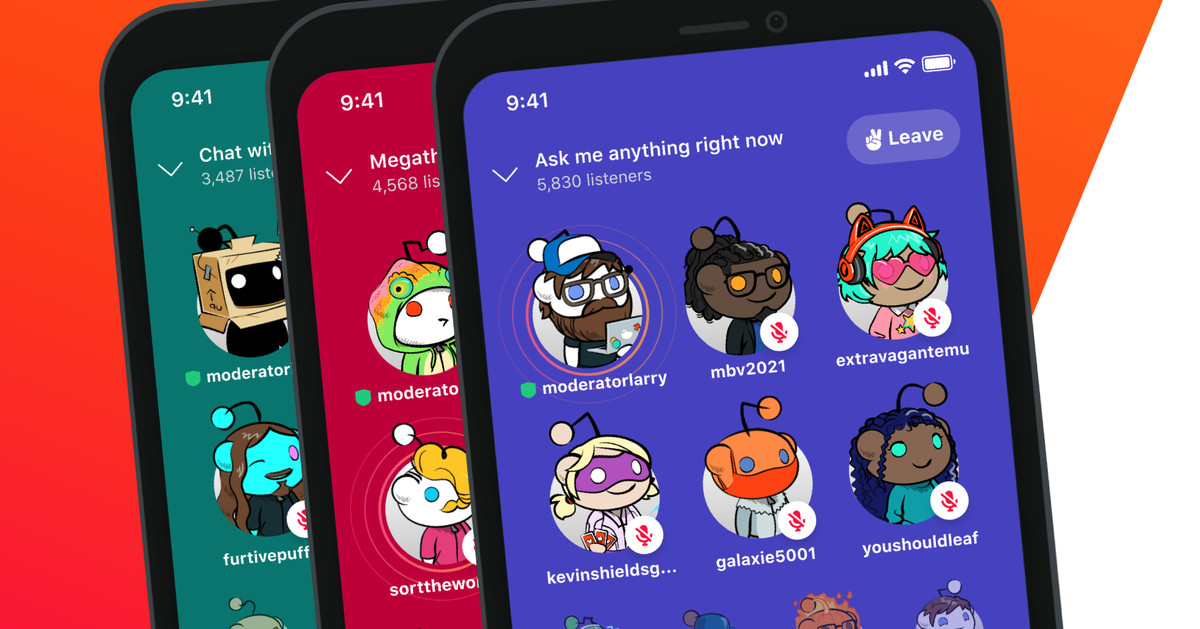 9:41
Chat wit
3,487 liste
moderator
furtivepuff
9:41
Megath
4,568 lis
moderato
sortthewo
9:41
Leave
Ask me anything right now
5,830 listeners
moderatorlarry
mbv2021
extravagantemu
kevinshieldsg...
galaxie5001
youshouldleaf